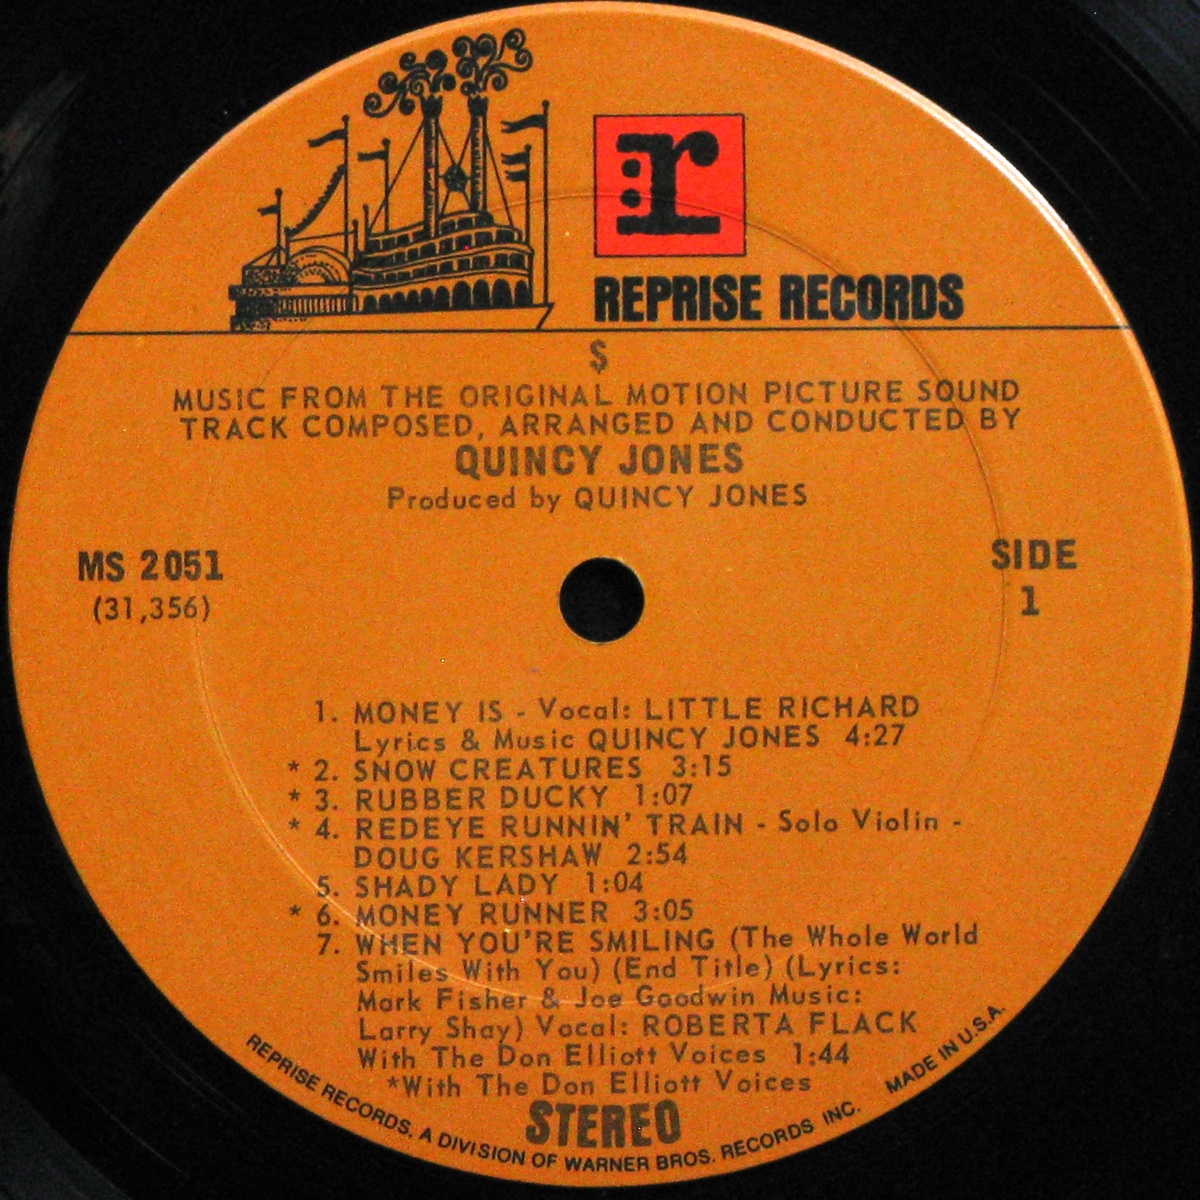 r
REPRISE RECORDS
$
MUSIC FROM THE ORIGINAL MOTION PICTURE SOUND
TRACK COMPOSED, ARRANGED AND CONDUCTED BY
QUINCY JONES
Produced by QUINCY JONES
MS 2051
(31,356)
SIDE
1
1. MONEY IS - Vocal: LITTLE RICHARD
Lyrics & Music QUINCY JONES 4:27
* 2. SNOW CREATURES 3:15
* 3. RUBBER DUCKY 1:07
* 4. REDEYE RUNNIN' TRAIN - Solo Violin -
DOUG KERSHAW 2:54
5. SHADY LADY 1:04
* 6. MONEY RUNNER 3:05
7. WHEN YOU'RE SMILING (The Whole World
Smiles With You) (End Title) (Lyrics:
Mark Fisher & Joe Goodwin Music:
Larry Shay) Vocal: ROBERTA FLACK
With The Don Elliott Voices 1:44
*With The Don Elliott Voices
STEREO
REPRISE RECORDS, A DIVISION OF WARNER BROS. RECORDS INC. MADE IN U.S.A.